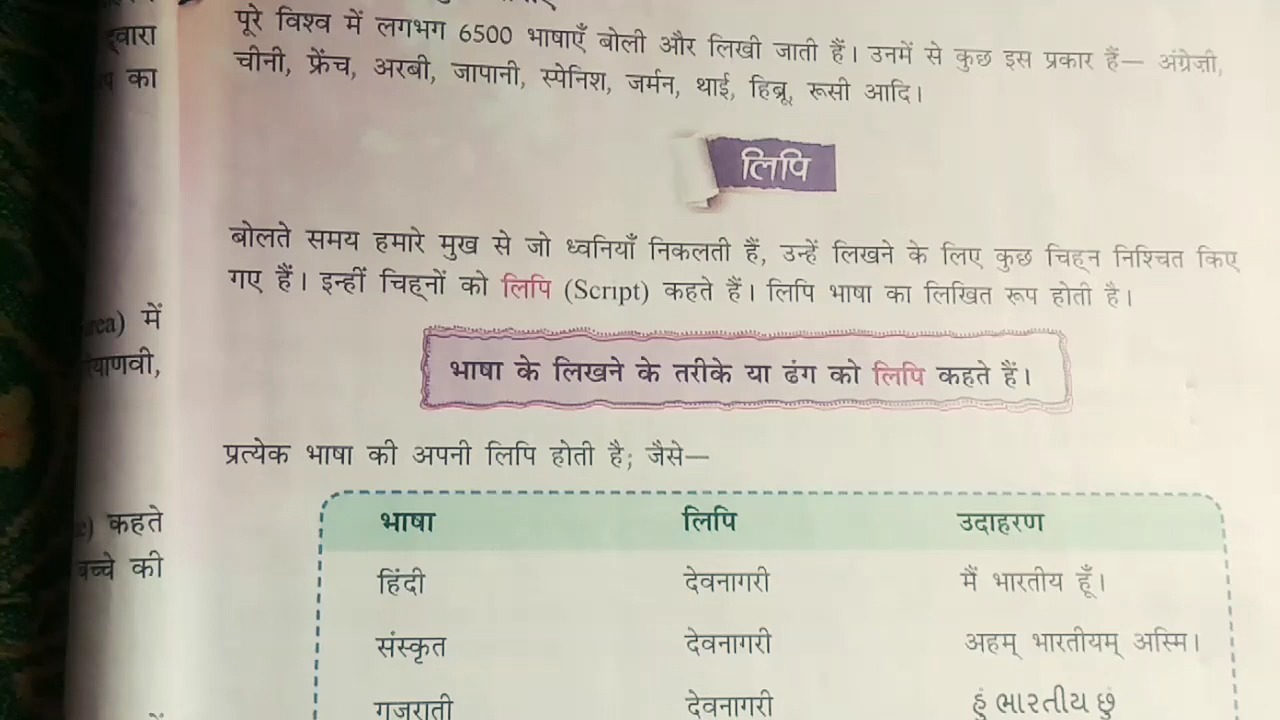 द्वारा
का
में
कहते
बच्चे की
पूरे विश्व में लगभग 6500 भाषाएँ बोली और लिखी जाती हैं। उनमें से कुछ इस प्रकार हैं— अंग्रेज़ी,
चीनी, फ्रेंच, अरबी, जापानी, स्पेनिश, जर्मन, थाई, हिब्रू, रूसी आदि।
लिपि
बोलते समय हमारे मुख से जो ध्वनियाँ निकलती हैं, उन्हें लिखने के लिए कुछ चिह्न निश्चित किए
गए हैं। इन्हीं चिह्नों को लिपि (Script) कहते हैं। लिपि भाषा का लिखित रूप होती है।
भाषा के लिखने के तरीके या ढंग को लिपि कहते हैं।
प्रत्येक भाषा की अपनी लिपि होती है; जैसे—
भाषा लिपि उदाहरण
हिंदी देवनागरी मैं भारतीय हूँ।
संस्कृत देवनागरी अहम् भारतीयम् अस्मि।
गुजराती देवनागरी હું ભારતીય છું